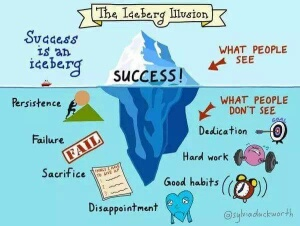 The Iceberg Illusion
Success
is an
iceberg
WHAT PEOPLE
SEE
SUCCESS!
WHAT PEOPLE
DON'T SEE
Persistence
Dedication
Failure
FAIL
Hard work
Sacrifice
Good habits
Disappointment
@sylviaduckworth